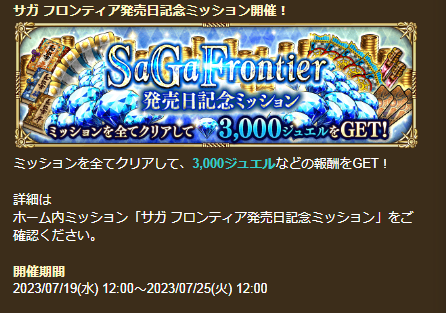 サガ フロンティア発売日記念ミッション開催！
SaGa Frontier
発売日記念ミッション
ミッションを全てクリアして 3,000ジュエルをGET!
ミッションを全てクリアして、3,000ジュエルなどの報酬をGET！
詳細は
ホーム内ミッション「サガ フロンティア発売日記念ミッション」をご
確認ください。
開催期間
2023/07/19(水) 12:00～2023/07/25(火) 12:00